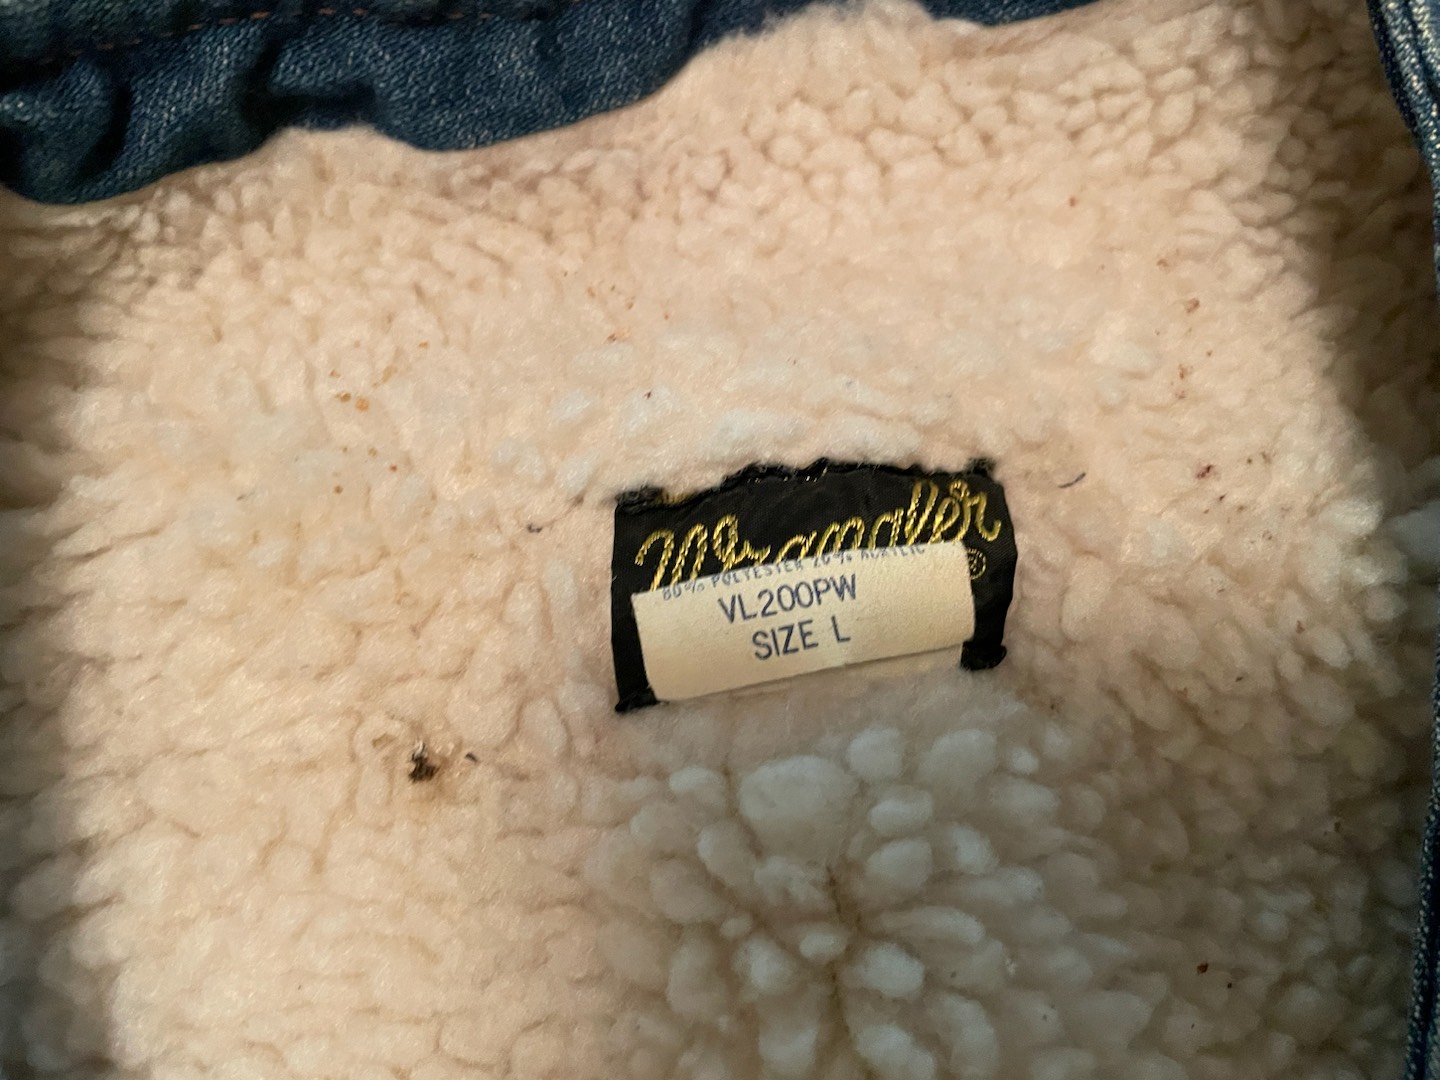 Wrangler
®
80% POLYESTER 20% ACRYLIC
VL200PW
SIZE L